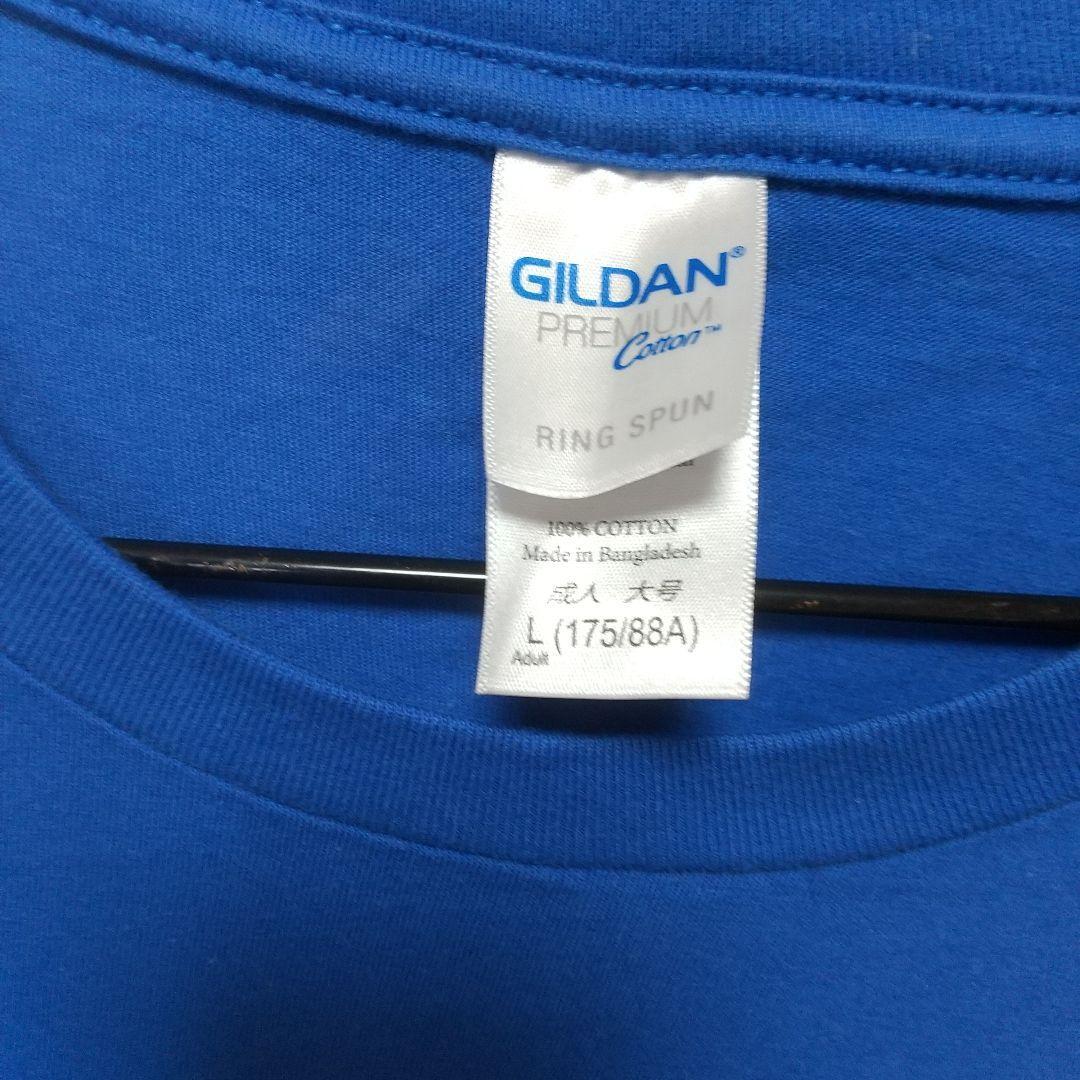 GILDAN®
PREMIUM
Cotton™
RING SPUN
100% COTTON
Made in Bangladesh
成人 大号
L (175/88A)
Adult